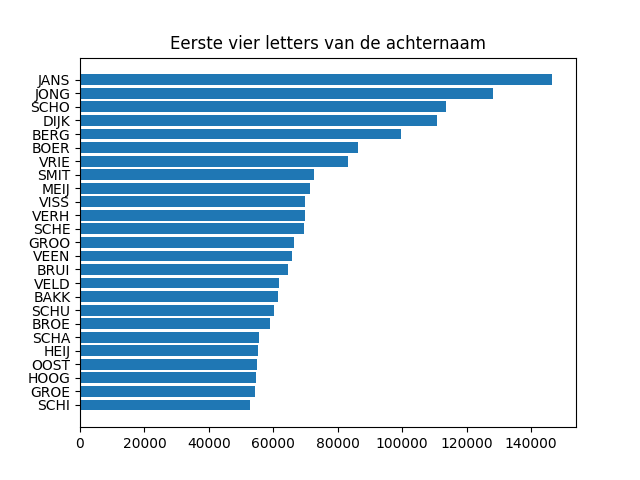 Eerste vier letters van de achternaam
JANS
JONG
SCHO
DIJK
BERG
BOER
VRIE
SMIT
MEIJ
VISS
VERH
SCHE
GROO
VEEN
BRUI
VELD
BAKK
SCHU
BROE
SCHA
HEIJ
OOST
HOOG
GROE
SCHI
0 20000 40000 60000 80000 100000 120000 140000